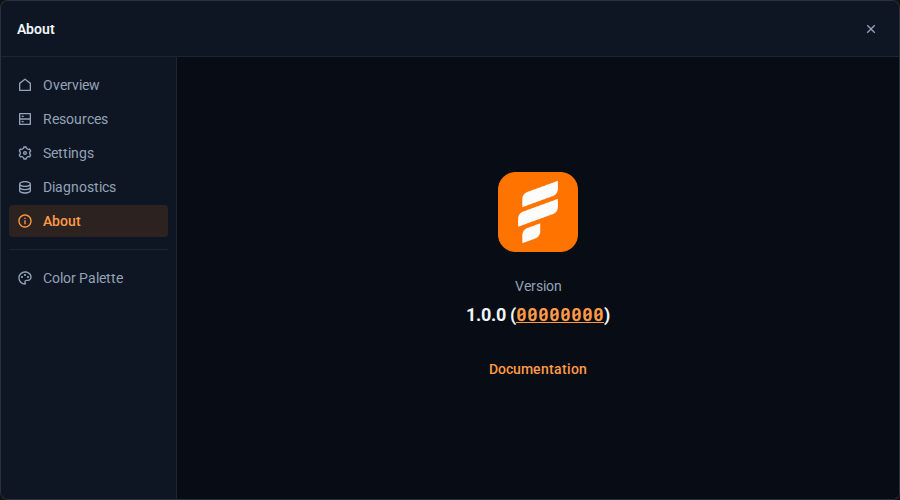 About
Overview
Resources
Settings
Diagnostics
About
Color Palette
Version
1.0.0 (00000000)
Documentation